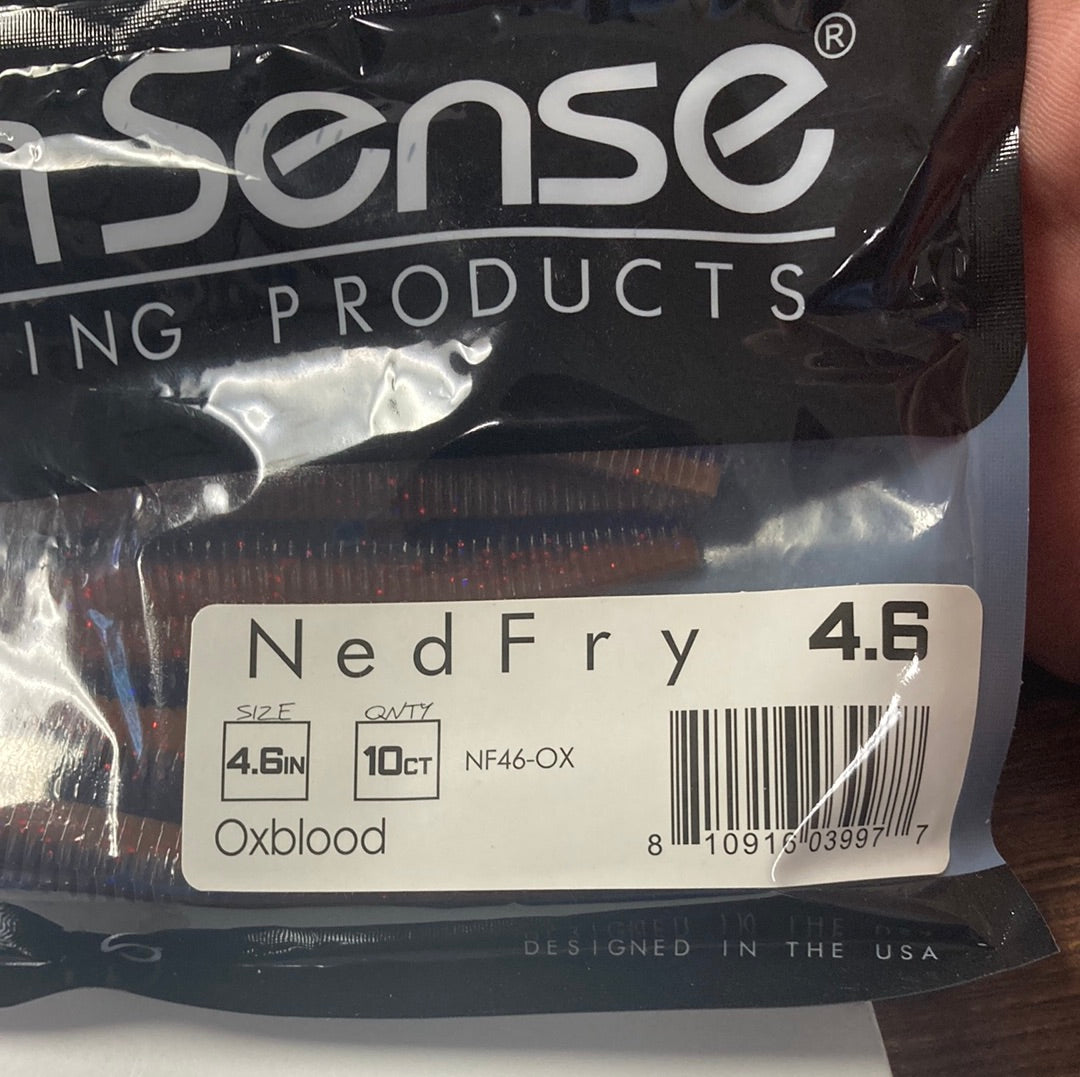 Sense®
PRODUCTS
NedFry 4.6
SIZE QNTY
4.6IN 10CT NF46-OX
Oxblood
8 10916 03997 7
DESIGNED IN THE USA